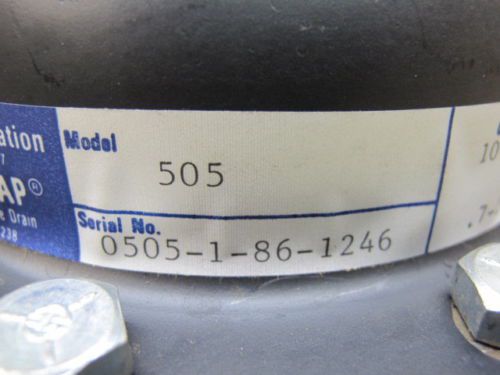 ation
Model
505
AP®
e Drain
238
Serial No.
0505-1-86-1246
10
.7-